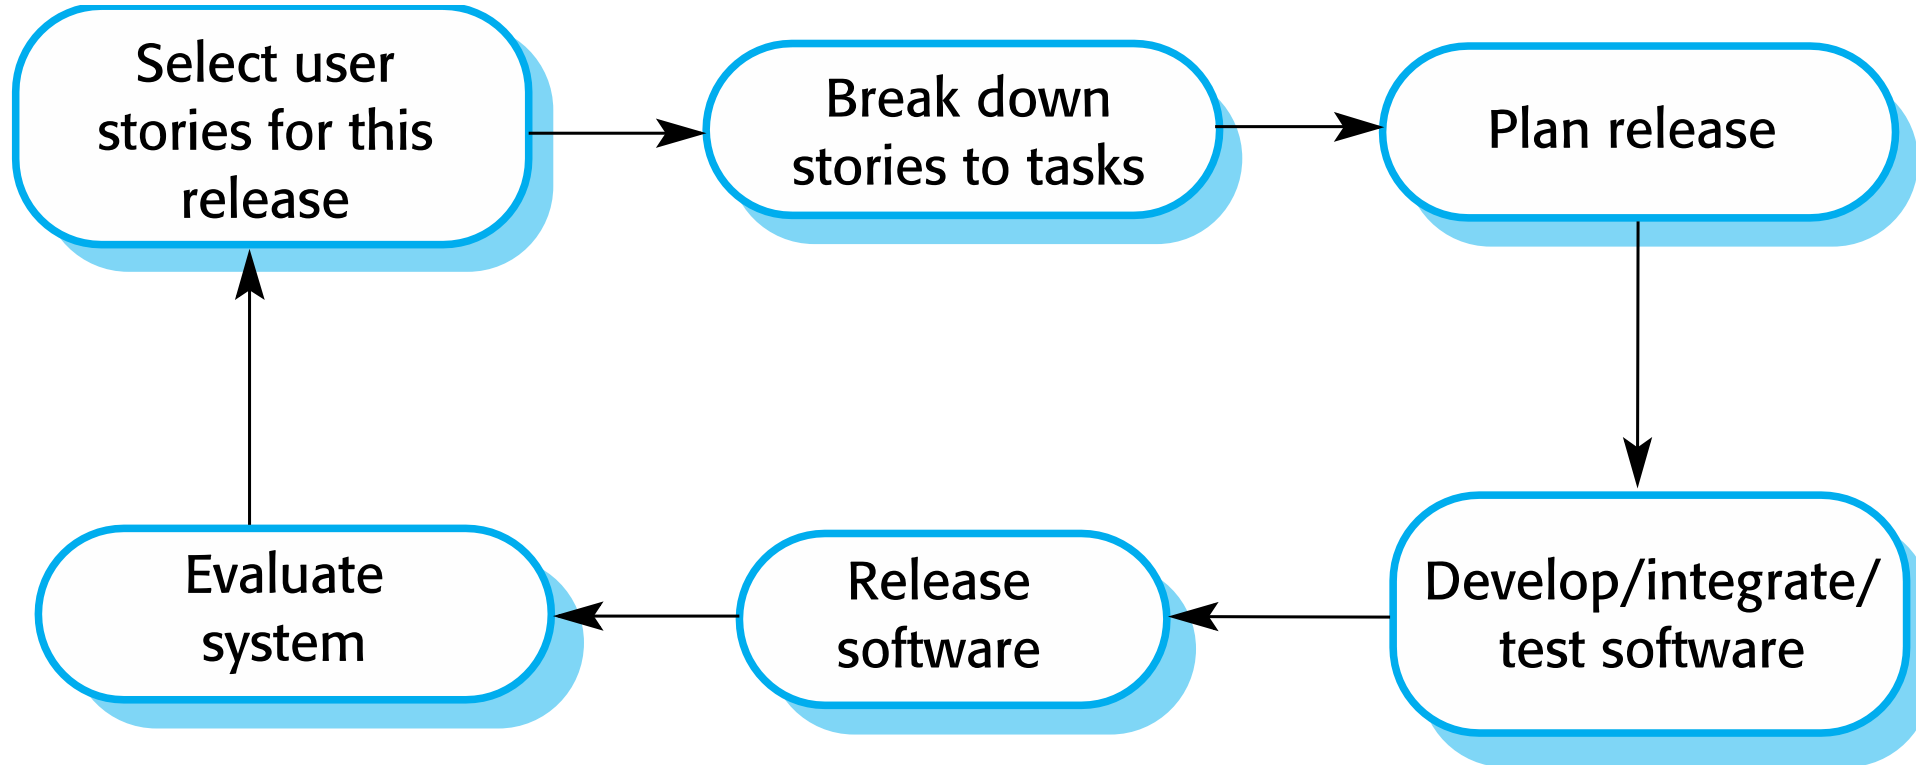 Select user
stories for this
release
Break down
stories to tasks
Plan release
Evaluate
system
Release
software
Develop/integrate/
test software